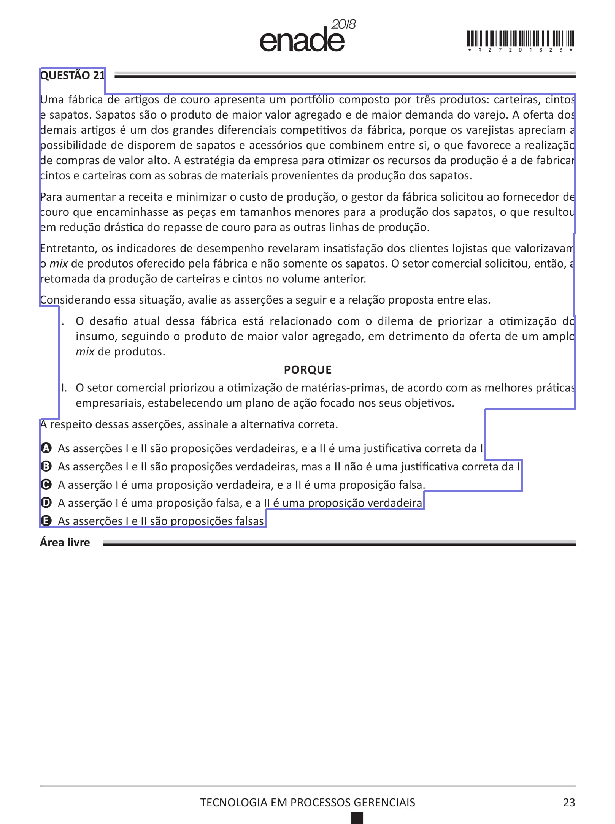 enade 2018
*R27201823*
QUESTÃO 21
Uma fábrica de artigos de couro apresenta um portfólio composto por três produtos: carteiras, cintos
e sapatos. Sapatos são o produto de maior valor agregado e de maior demanda do varejo. A oferta dos
demais artigos é um dos grandes diferenciais competitivos da fábrica, porque os varejistas apreciam a
possibilidade de disporem de sapatos e acessórios que combinem entre si, o que favorece a realização
de compras de valor alto. A estratégia da empresa para otimizar os recursos da produção é a de fabricar
cintos e carteiras com as sobras de materiais provenientes da produção dos sapatos.
Para aumentar a receita e minimizar o custo de produção, o gestor da fábrica solicitou ao fornecedor de
couro que encaminhasse as peças em tamanhos menores para a produção dos sapatos, o que resultou
em redução drástica do repasse de couro para as outras linhas de produção.
Entretanto, os indicadores de desempenho revelaram insatisfação dos clientes lojistas que valorizavam
o mix de produtos oferecido pela fábrica e não somente os sapatos. O setor comercial solicitou, então, a
retomada da produção de carteiras e cintos no volume anterior.
Considerando essa situação, avalie as asserções a seguir e a relação proposta entre elas.
I. O desafio atual dessa fábrica está relacionado com o dilema de priorizar a otimização do
insumo, seguindo o produto de maior valor agregado, em detrimento da oferta de um amplo
mix de produtos.
PORQUE
II. O setor comercial priorizou a otimização de matérias-primas, de acordo com as melhores práticas
empresariais, estabelecendo um plano de ação focado nos seus objetivos.
A respeito dessas asserções, assinale a alternativa correta.
A As asserções I e II são proposições verdadeiras, e a II é uma justificativa correta da I.
B As asserções I e II são proposições verdadeiras, mas a II não é uma justificativa correta da I.
C A asserção I é uma proposição verdadeira, e a II é uma proposição falsa.
D A asserção I é uma proposição falsa, e a II é uma proposição verdadeira.
E As asserções I e II são proposições falsas.
Área livre
TECNOLOGIA EM PROCESSOS GERENCIAIS 23